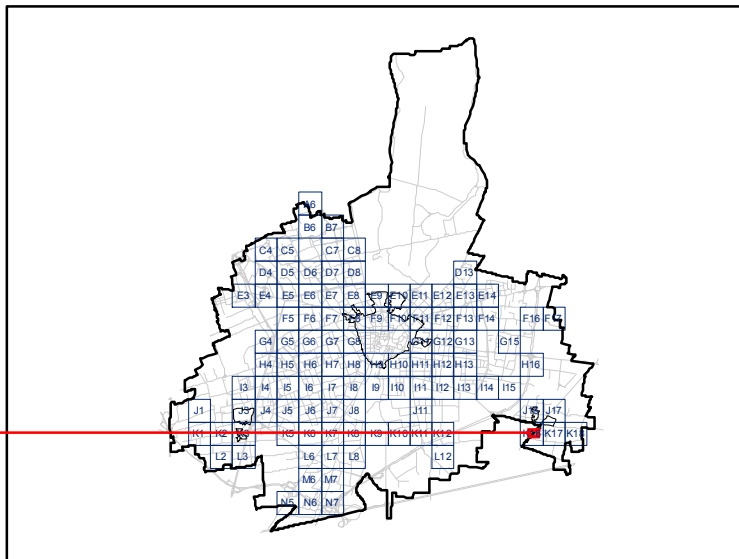 A6
B6 B7
C4 C5 C7 C8
D4 D5 D6 D7 D8 D13
E3 E4 E5 E6 E7 E8 E9 E10 E11 E12 E13 E14
F5 F6 F7 F8 F9 F10 F11 F12 F13 F14 F16 F17
G4 G5 G6 G7 G8 G12 G13 G15
H4 H5 H6 H7 H8 H9 H10 H11 H12 H13 H16
I3 I4 I5 I6 I7 I8 I9 I10 I11 I12 I13 I14 I15
J1 J3 J4 J5 J6 J7 J8 J11 J16 J17
K1 K2 K5 K6 K7 K8 K9 K10 K11 K12 K17 K18
L2 L3 L6 L7 L8 L12
M6 M7
N5 N6 N7